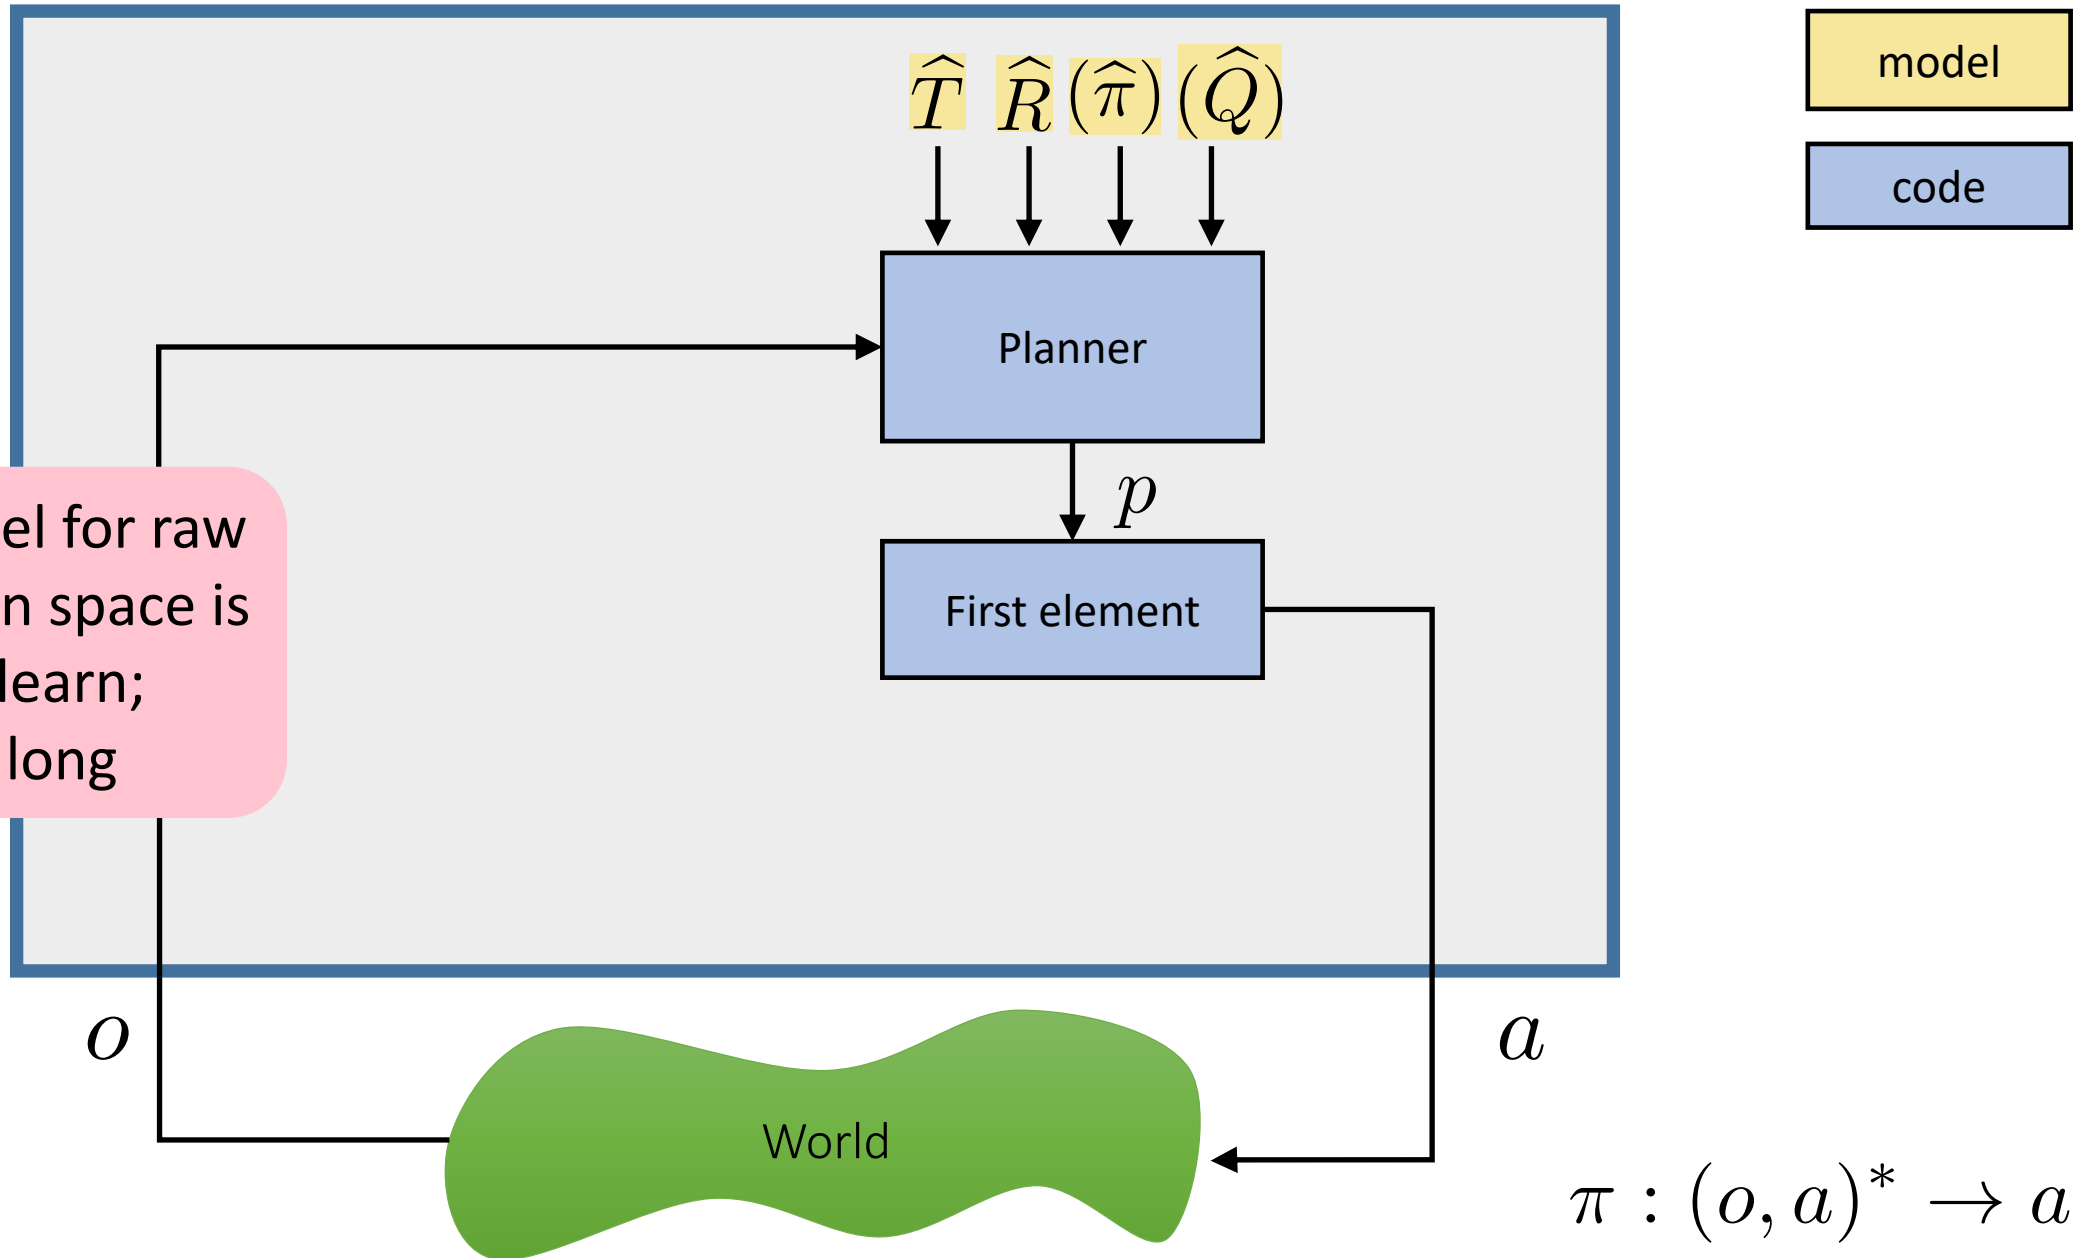 T̂ R̂ (π̂) (Q̂)
model
code
Planner
p
First element
el for raw
n space is
learn;
long
o
a
World
π : (o, a)* → a